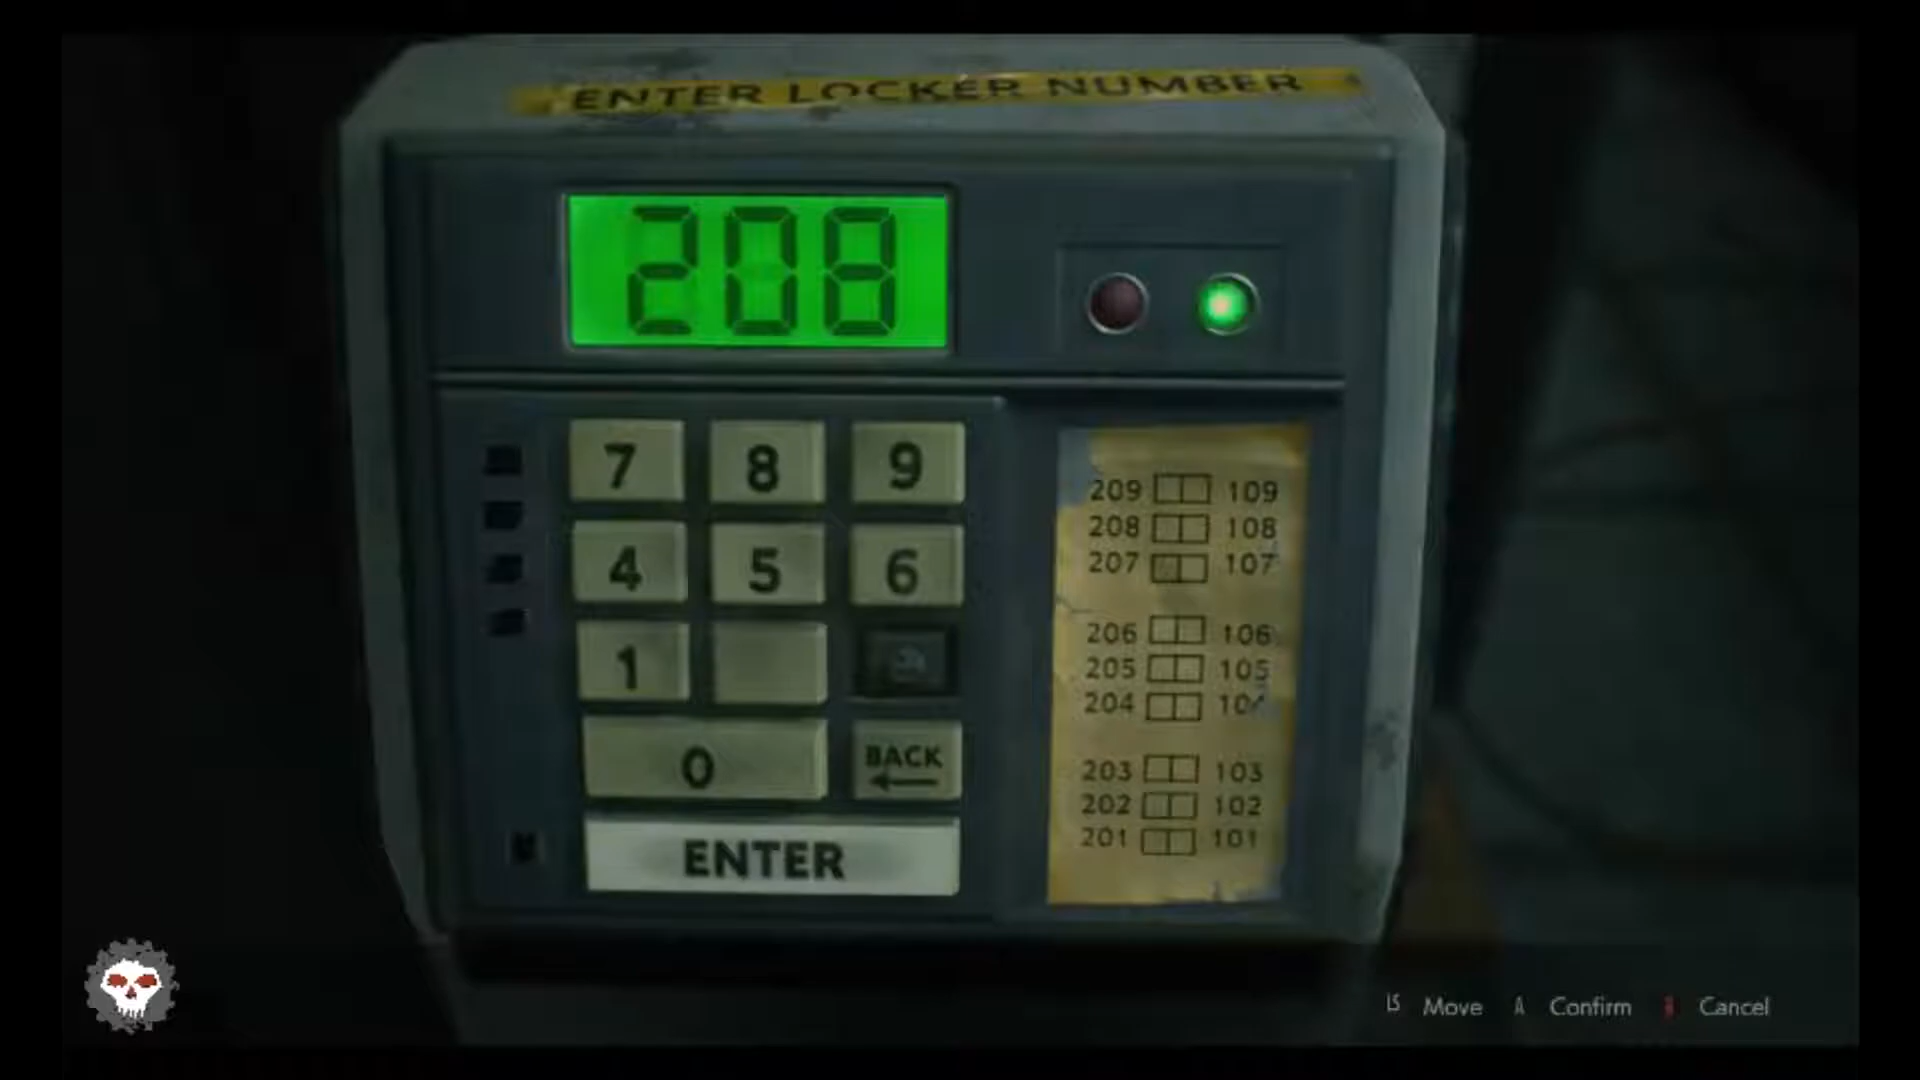 ENTER LOCKER NUMBER
208
7 8 9
4 5 6
1
0 BACK
ENTER
209 109
208 108
207 107
206 106
205 105
204
203 103
202 102
201 101
LS Move A Confirm B Cancel